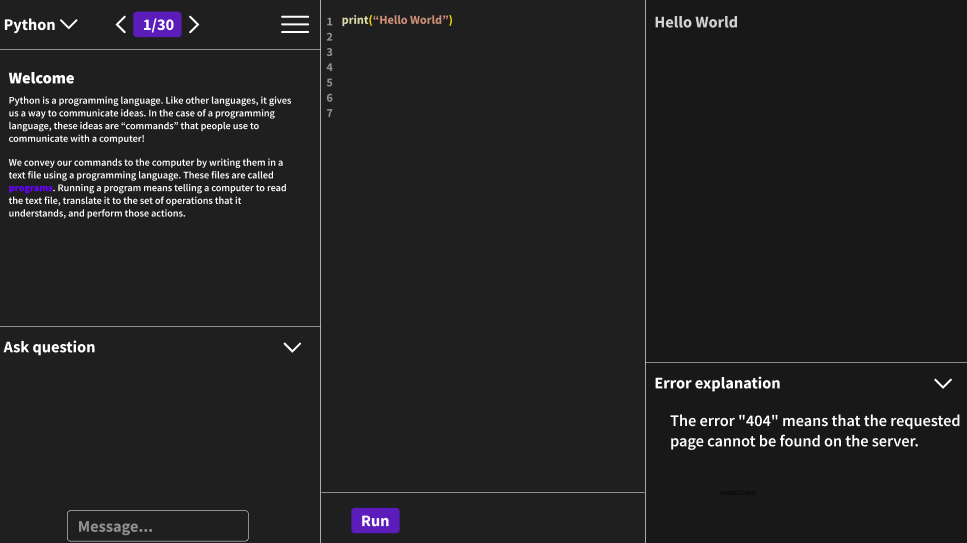 Python
1/30
Welcome
Python is a programming language. Like other languages, it gives
us a way to communicate ideas. In the case of a programming
language, these ideas are “commands” that people use to
communicate with a computer!
We convey our commands to the computer by writing them in a
text file using a programming language. These files are called
programs. Running a program means telling a computer to read
the text file, translate it to the set of operations that it
understands, and perform those actions.
Ask question
Message...
1 print(“Hello World”)
2
3
4
5
6
7
Run
Hello World
Error explanation
The error "404" means that the requested
page cannot be found on the server.